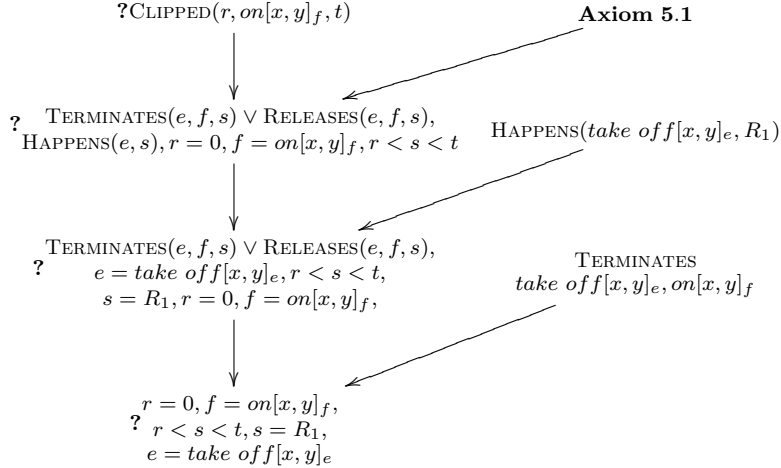 ?CLIPPED(r, on[x, y]_f, t)
Axiom 5.1
? TERMINATES(e, f, s) ∨ RELEASES(e, f, s),
HAPPENS(e, s), r = 0, f = on[x, y]_f, r < s < t
HAPPENS(take off[x, y]_e, R_1)
? TERMINATES(e, f, s) ∨ RELEASES(e, f, s),
e = take off[x, y]_e, r < s < t,
s = R_1, r = 0, f = on[x, y]_f,
TERMINATES
take off[x, y]_e, on[x, y]_f
? r = 0, f = on[x, y]_f,
r < s < t, s = R_1,
e = take off[x, y]_e